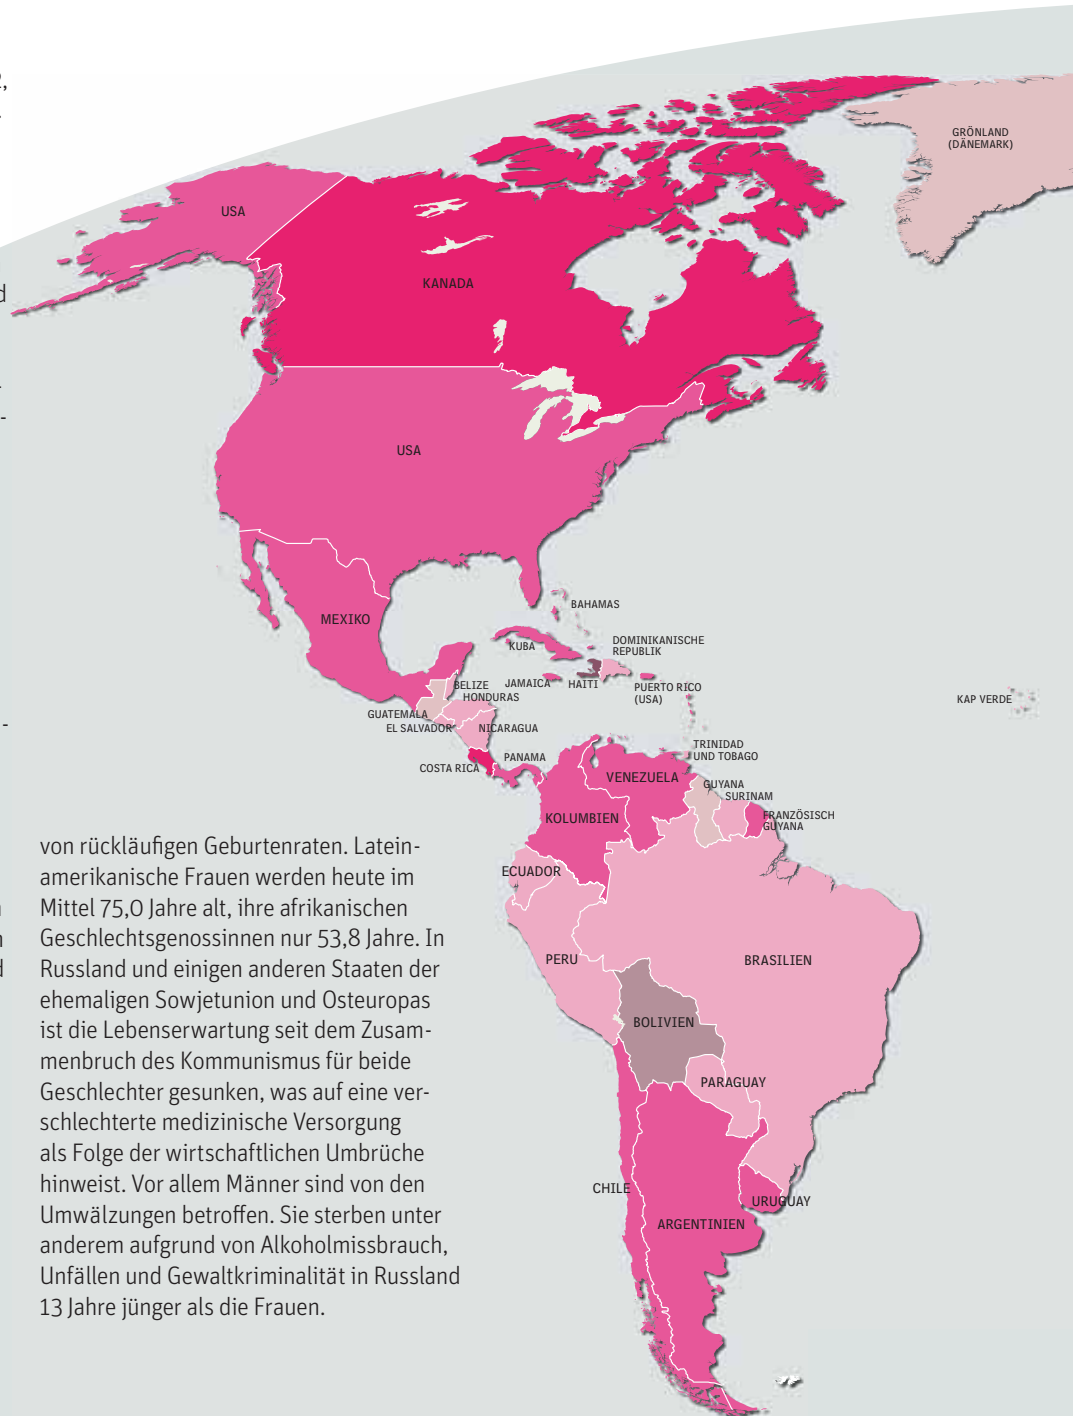 GRÖNLAND
(DÄNEMARK)
USA
KANADA
USA
MEXIKO
BAHAMAS
KUBA
DOMINIKANISCHE
REPUBLIK
JAMAICA
HAITI
PUERTO RICO
(USA)
BELIZE
HONDURAS
GUATEMALA
EL SALVADOR
NICARAGUA
KAP VERDE
COSTA RICA
PANAMA
TRINIDAD
UND TOBAGO
VENEZUELA
GUYANA
SURINAM
KOLUMBIEN
FRANZÖSISCH
GUYANA
ECUADOR
PERU
BRASILIEN
BOLIVIEN
PARAGUAY
CHILE
URUGUAY
ARGENTINIEN
von rückläufigen Geburtenraten. Latein-
amerikanische Frauen werden heute im
Mittel 75,0 Jahre alt, ihre afrikanischen
Geschlechtsgenossinnen nur 53,8 Jahre. In
Russland und einigen anderen Staaten der
ehemaligen Sowjetunion und Osteuropas
ist die Lebenserwartung seit dem Zusam-
menbruch des Kommunismus für beide
Geschlechter gesunken, was auf eine ver-
schlechterte medizinische Versorgung
als Folge der wirtschaftlichen Umbrüche
hinweist. Vor allem Männer sind von den
Umwälzungen betroffen. Sie sterben unter
anderem aufgrund von Alkoholmissbrauch,
Unfällen und Gewaltkriminalität in Russland
13 Jahre jünger als die Frauen.